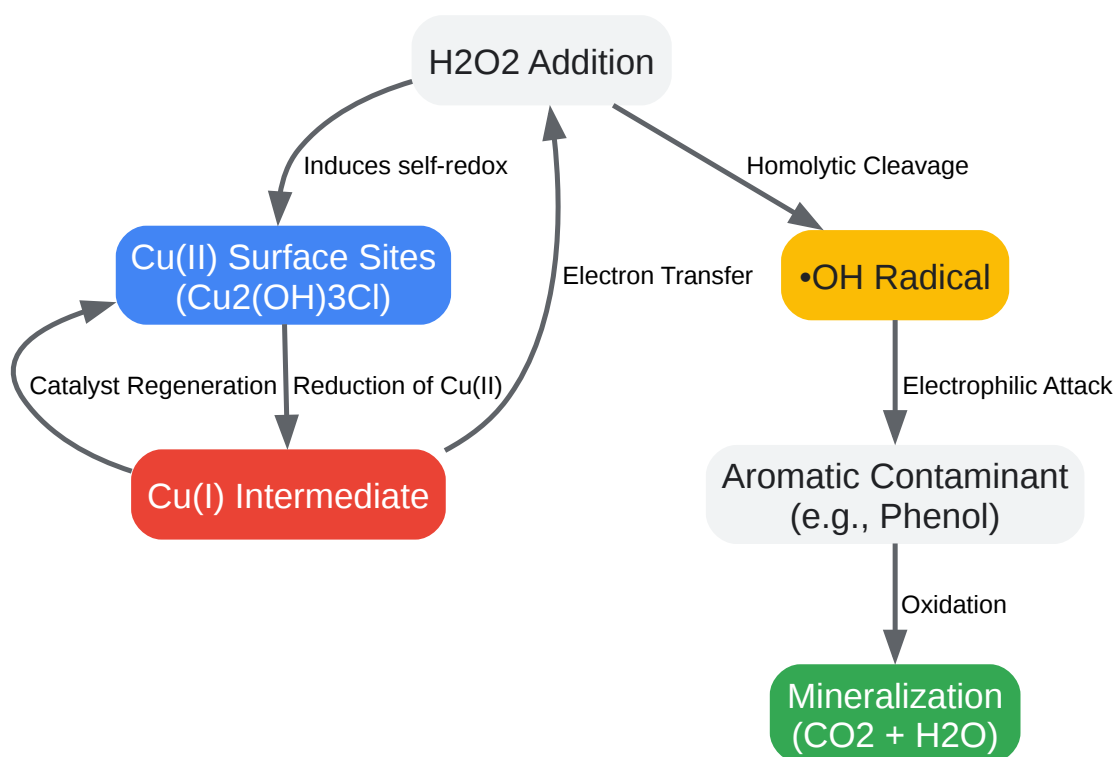 H2O2 Addition
Induces self-redox
Homolytic Cleavage
Cu(II) Surface Sites
(Cu2(OH)3Cl)
Electron Transfer
•OH Radical
Catalyst Regeneration
Reduction of Cu(II)
Electrophilic Attack
Cu(I) Intermediate
Aromatic Contaminant
(e.g., Phenol)
Oxidation
Mineralization
(CO2 + H2O)